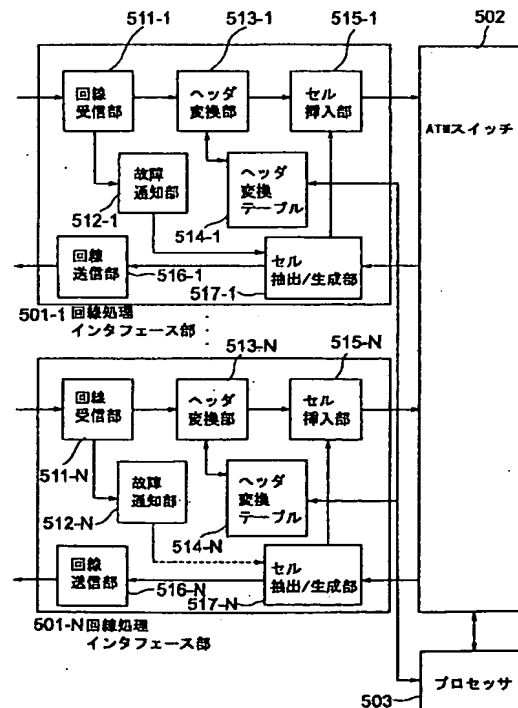 511-1
513-1
515-1
502
回線
受信部
ヘッダ
変換部
セル
挿入部
ATMスイッチ
故障
通知部
ヘッダ
変換
テーブル
512-1
514-1
回線
送信部
516-1
セル
抽出/生成部
517-1
501-1 回線処理
インタフェース部
513-N
515-N
回線
受信部
ヘッダ
変換部
セル
挿入部
511-N
故障
通知部
ヘッダ
変換
テーブル
512-N
514-N
回線
送信部
516-N
セル
抽出/生成部
517-N
501-N 回線処理
インタフェース部
プロセッサ
503